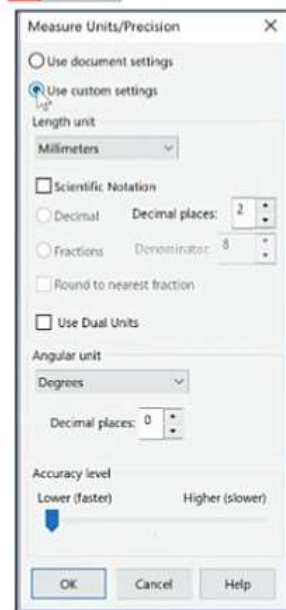 Measure Units/Precision
Use document settings
Use custom settings
Length unit
Millimeters
Scientific Notation
Decimal Decimal places: 2
Fractions Denominator: 8
Round to nearest fraction
Use Dual Units
Angular unit
Degrees
Decimal places: 0
Accuracy level
Lower (faster) Higher (slower)
OK Cancel Help